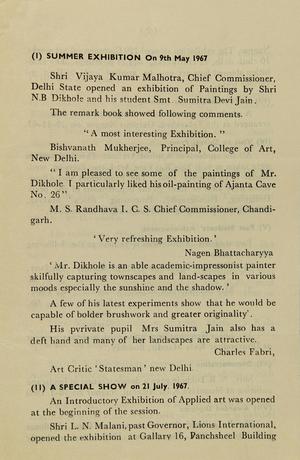 (I) SUMMER EXHIBITION On 9th May 1967
Shri Vijaya Kumar Malhotra, Chief Commissioner,
Delhi State opened an exhibition of Paintings by Shri
N.B Dikhole and his student Smt. Sumitra Devi Jain.
The remark book showed following comments.
"A most interesting Exhibition. "
Bishvanath Mukherjee, Principal, College of Art,
New Delhi.
"I am pleased to see some of the paintings of Mr.
Dikhole I particularly liked his oil-painting of Ajanta Cave
No. 26".
M. S. Randhava I. C. S. Chief Commissioner, Chandi-
garh.
' Very refreshing Exhibition. '
Nagen Bhattacharyya
' Mr. Dikhole is an able academic-impressonist painter
skilfully capturing townscapes and land-scapes in various
moods especially the sunshine and the shadow. '
A few of his latest experiments show that he would be
capable of bolder brushwork and greater originality'.
His pvrivate pupil Mrs Sumitra Jain also has a
deft hand and many of her landscapes are attractive.
Charles Fabri,
Art Critic ' Statesman ' new Delhi
(II) A SPECIAL SHOW on 21 July 1967.
An Introductory Exhibition of Applied art was opened
at the beginning of the session.
Shri L. N. Malani, past Governor, Lions International,
opened the exhibition at Gallary 16, Panchsheel Building